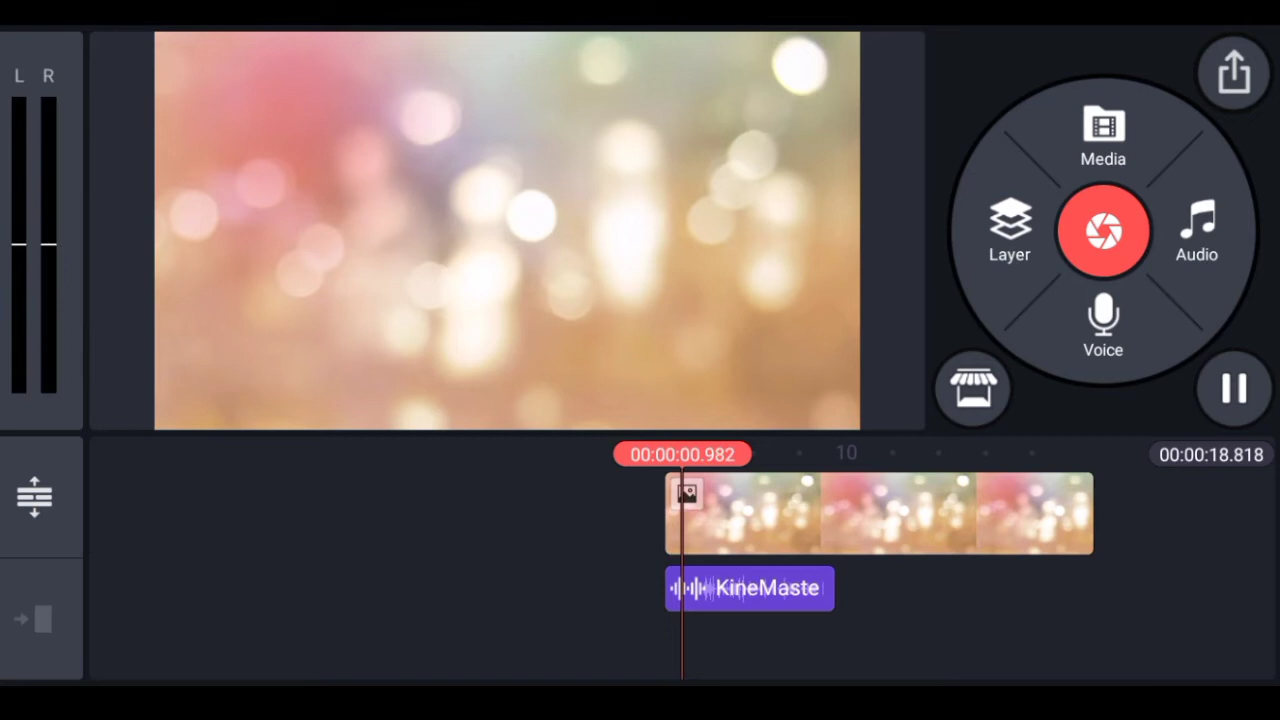 L R
Media
Layer
Audio
Voice
00:00:00.982
10
00:00:18.818
KineMaste